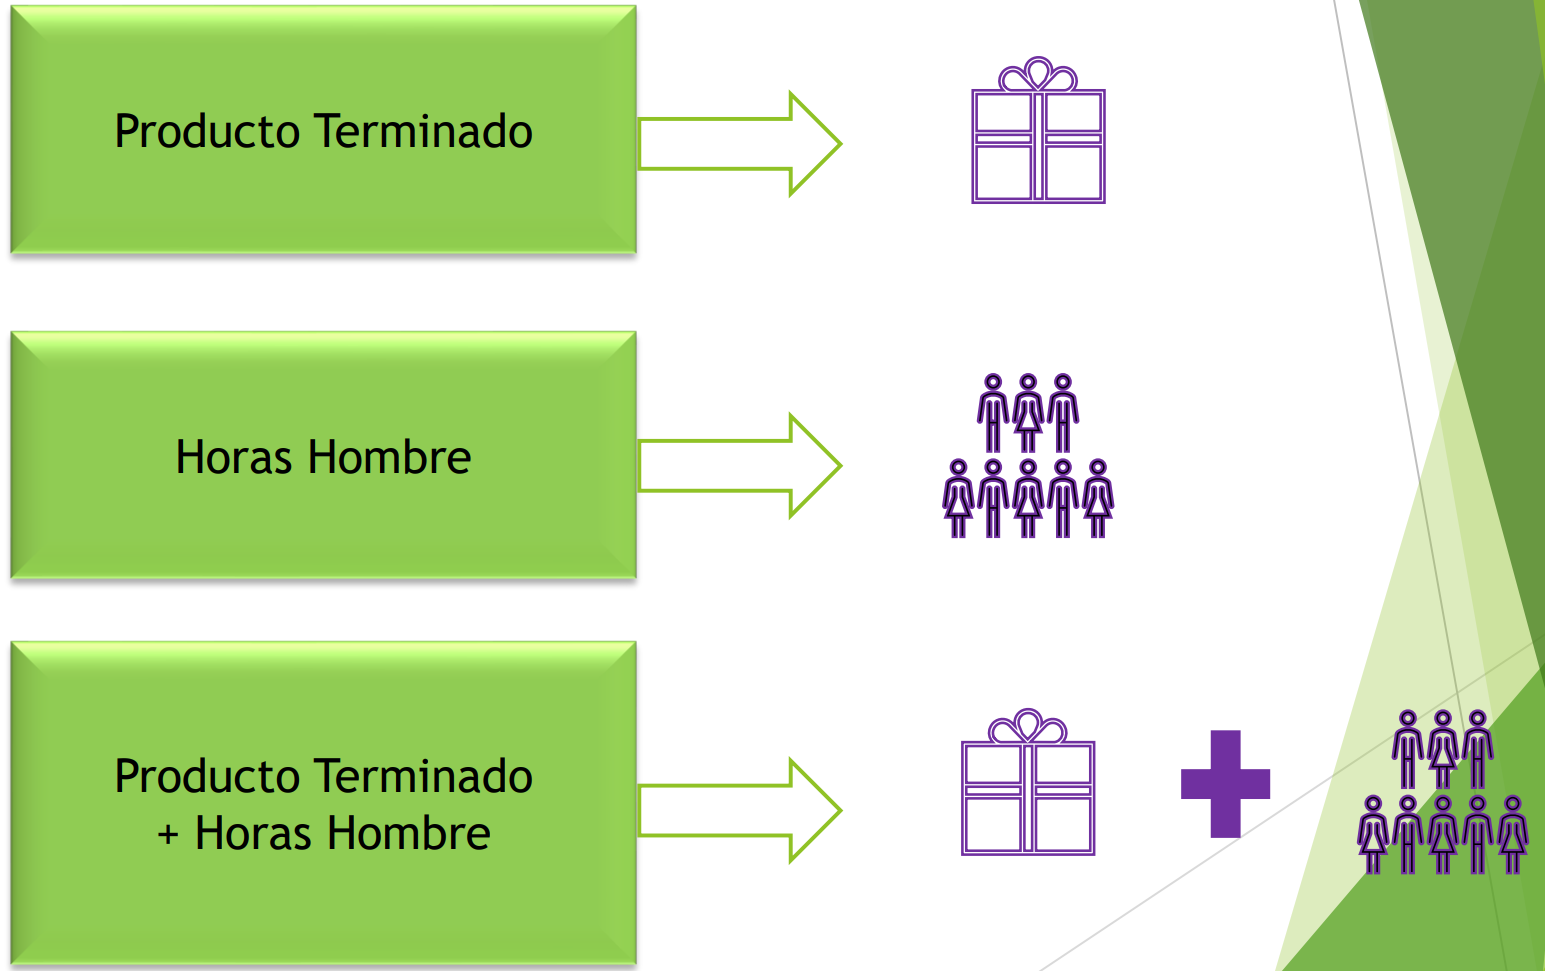 Producto Terminado
Horas Hombre
Producto Terminado
+ Horas Hombre